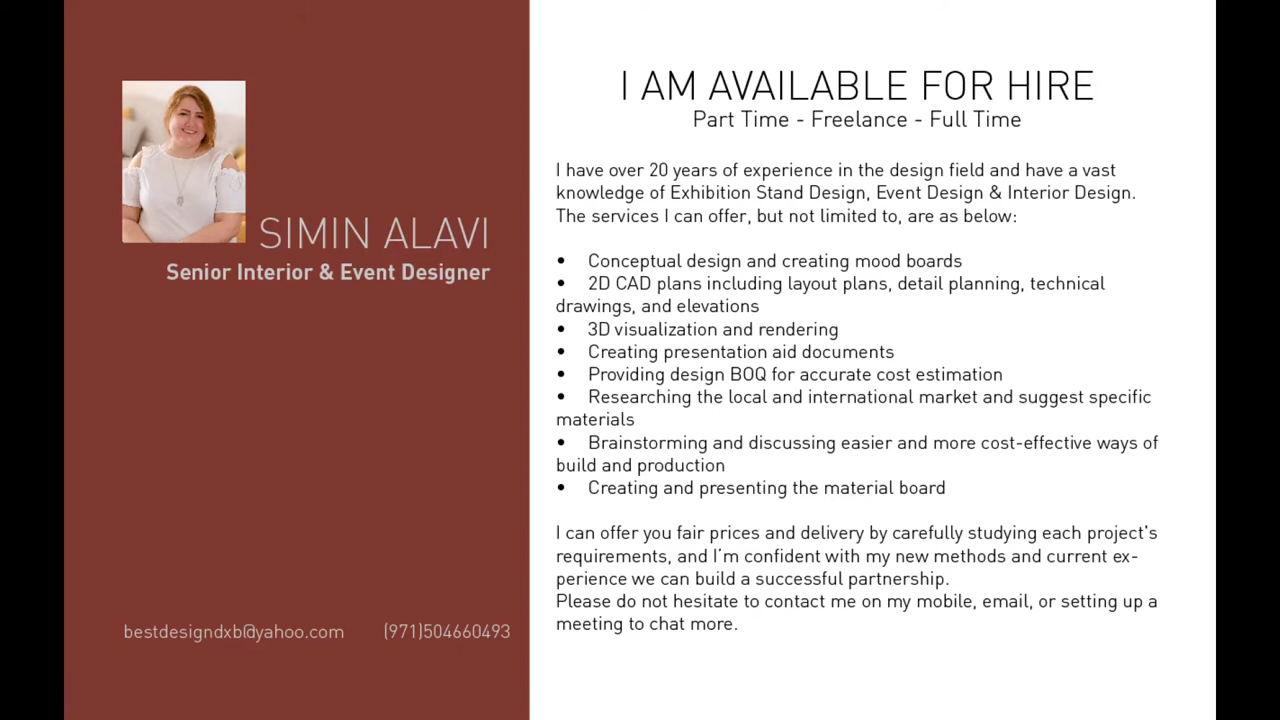 SIMIN ALAVI
Senior Interior & Event Designer
bestdesigndxb@yahoo.com (971)504660493
I AM AVAILABLE FOR HIRE
Part Time - Freelance - Full Time
I have over 20 years of experience in the design field and have a vast
knowledge of Exhibition Stand Design, Event Design & Interior Design.
The services I can offer, but not limited to, are as below:
• Conceptual design and creating mood boards
• 2D CAD plans including layout plans, detail planning, technical
drawings, and elevations
• 3D visualization and rendering
• Creating presentation aid documents
• Providing design BOQ for accurate cost estimation
• Researching the local and international market and suggest specific
materials
• Brainstorming and discussing easier and more cost-effective ways of
build and production
• Creating and presenting the material board
I can offer you fair prices and delivery by carefully studying each project's
requirements, and I'm confident with my new methods and current ex-
perience we can build a successful partnership.
Please do not hesitate to contact me on my mobile, email, or setting up a
meeting to chat more.